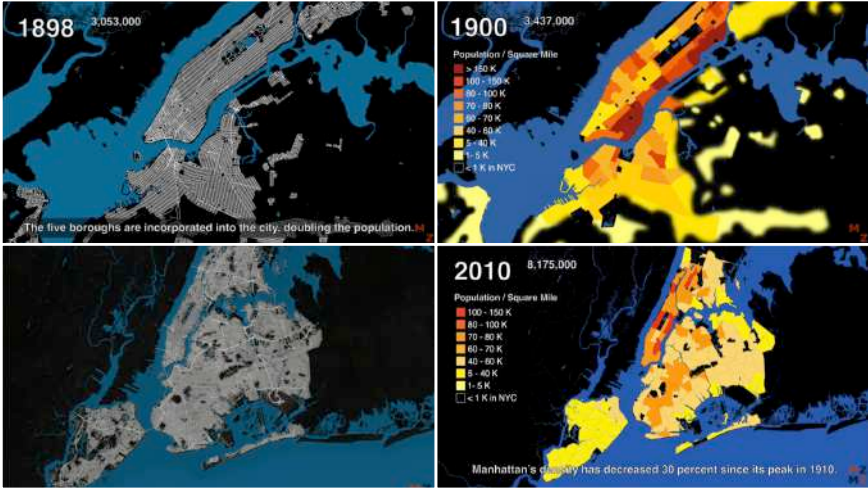 1898 3,053,000
The five boroughs are incorporated into the city, doubling the population.
M
Z
1900 3,437,000
Population / Square Mile
> 150 K
100 - 150 K
80 - 100 K
70 - 80 K
60 - 70 K
40 - 60 K
5 - 40 K
1- 5 K
< 1 K in NYC
M
Z
2010 8,175,000
Population / Square Mile
100 - 150 K
80 - 100 K
70 - 80 K
60 - 70 K
40 - 60 K
5 - 40 K
1- 5 K
< 1 K in NYC
Manhattan's density has decreased 30 percent since its peak in 1910.